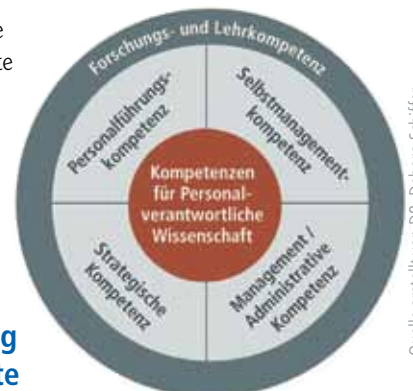 Forschungs- und Lehrkompetenz
Personalführungs-
kompetenz
Selbstmanagement-
kompetenz
Kompetenzen
für Personal-
verantwortliche
Wissenschaft
Strategische
Kompetenz
Management /
Administrative
Kompetenz